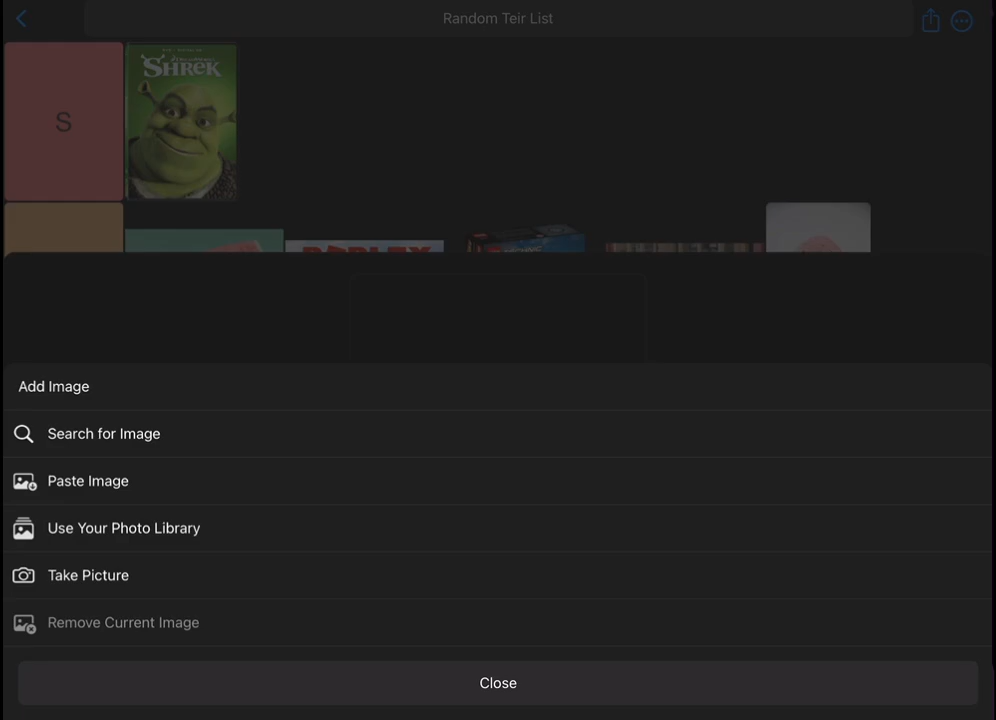 Random Teir List
S
SHREK
ROBLOX
Add Image
Search for Image
Paste Image
Use Your Photo Library
Take Picture
Remove Current Image
Close